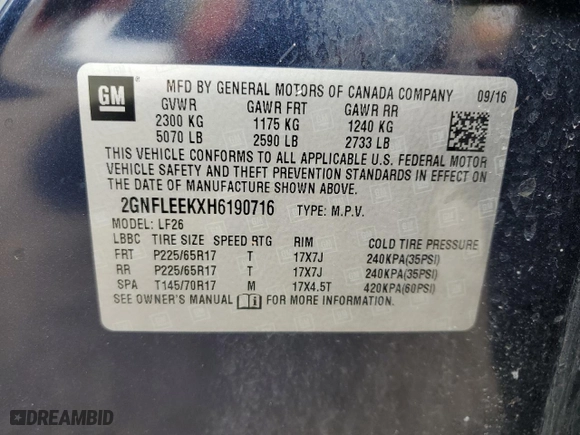 GM
MFD BY GENERAL MOTORS OF CANADA COMPANY 09/16
GVWR GAWR FRT GAWR RR
2300 KG 1175 KG 1240 KG
5070 LB 2590 LB 2733 LB
THIS VEHICLE CONFORMS TO ALL APPLICABLE U.S. FEDERAL MOTOR
VEHICLE SAFETY AND THEFT PREVENTION STANDARDS IN EFFECT ON
THE DATE OF MANUFACTURE SHOWN ABOVE.
2GNFLEEKXH6190716 TYPE: M.P.V.
MODEL: LF26
LBBC TIRE SIZE SPEED RTG RIM COLD TIRE PRESSURE
FRT P225/65R17 T 17X7J 240KPA(35PSI)
RR P225/65R17 T 17X7J 240KPA(35PSI)
SPA T145/70R17 M 17X4.5T 420KPA(60PSI)
SEE OWNER'S MANUAL FOR MORE INFORMATION
DREAMBID